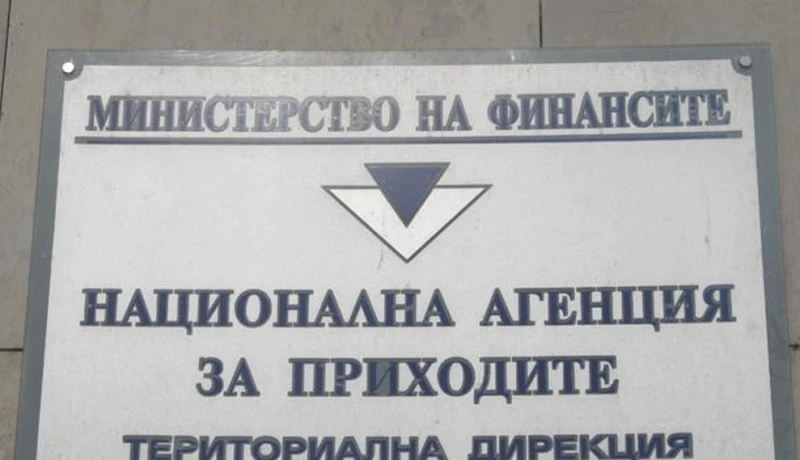 МИНИСТЕРСТВО НА ФИНАНСИТЕ
НАЦИОНАЛНА АГЕНЦИЯ
ЗА ПРИХОДИТЕ
ТЕРИТОРИАЛНА ДИРЕКЦИЯ